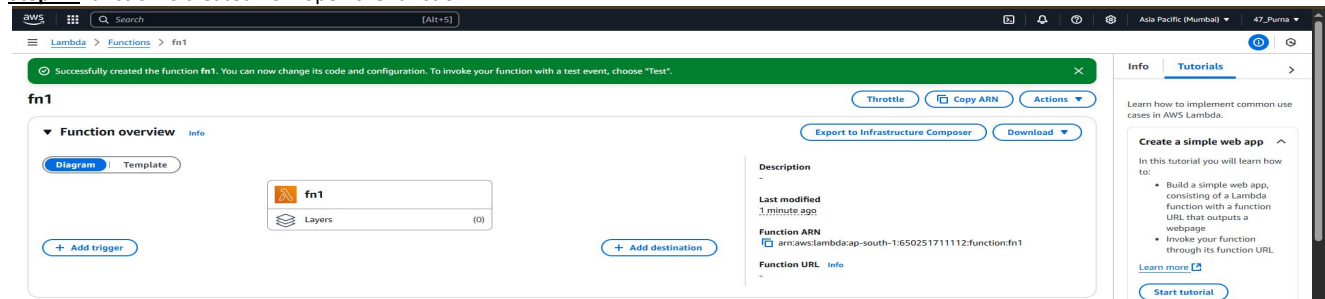 aws
Search [Alt+S]
Asia Pacific (Mumbai) ▼ 47_Purna ▼
Lambda > Functions > fn1
Successfully created the function fn1. You can now change its code and configuration. To invoke your function with a test event, choose "Test".
fn1
Throttle Copy ARN Actions ▼
▼ Function overview Info
Export to Infrastructure Composer Download ▼
Diagram Template
fn1
Layers (0)
+ Add trigger
+ Add destination
Description
-
Last modified
1 minute ago
Function ARN
arn:aws:lambda:ap-south-1:650251711112:function:fn1
Function URL Info
-
Info Tutorials
Learn how to implement common use
cases in AWS Lambda.
Create a simple web app
In this tutorial you will learn how
to:
• Build a simple web app,
consisting of a Lambda
function with a function
URL that outputs a
webpage
• Invoke your function
through its function URL
Learn more
Start tutorial